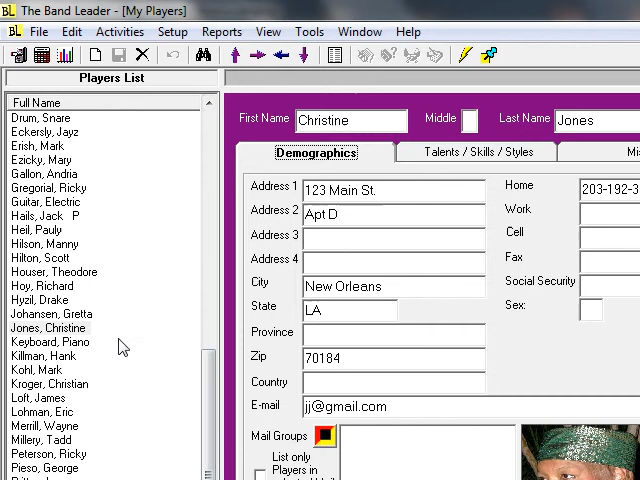 BL The Band Leader - [My Players]
BL File Edit Activities Setup Reports View Tools Window Help
Players List
Full Name
Drum, Snare
Eckersly, Jayz
Erish, Mark
Ezicky, Mary
Gallon, Andria
Gregorial, Ricky
Guitar, Electric
Hails, Jack P
Heil, Pauly
Hilson, Manny
Hilton, Scott
Houser, Theodore
Hoy, Richard
Hyzil, Drake
Johansen, Gretta
Jones, Christine
Keyboard, Piano
Killman, Hank
Kohl, Mark
Kroger, Christian
Loft, James
Lohman, Eric
Merrill, Wayne
Millery, Tadd
Peterson, Ricky
Pieso, George
First Name Christine Middle Last Name Jones
Demographics Talents / Skills / Styles Mi
Address 1 123 Main St. Home 203-192-3
Address 2 Apt D Work
Address 3 Cell
Address 4 Fax
City New Orleans Social Security
State LA Sex:
Province
Zip 70184
Country
E-mail jj@gmail.com
Mail Groups
List only
Players in